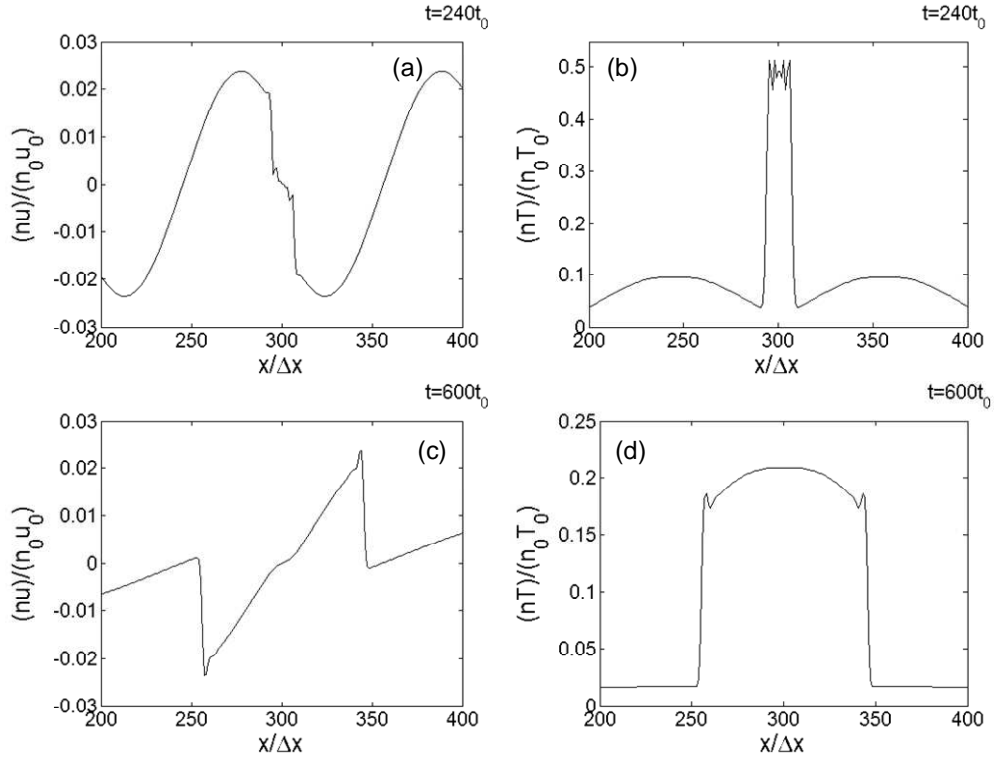 t=240t₀
0.03
0.02
0.01
0
-0.01
-0.02
-0.03
(nu)/(n₀u₀)
(a)
200 250 300 350 400
x/Δx
t=240t₀
0.5
0.4
0.3
0.2
0.1
0
(nT)/(n₀T₀)
(b)
200 250 300 350 400
x/Δx
t=600t₀
0.03
0.02
0.01
0
-0.01
-0.02
-0.03
(nu)/(n₀u₀)
(c)
200 250 300 350 400
x/Δx
t=600t₀
0.25
0.2
0.15
0.1
0.05
0
(nT)/(n₀T₀)
(d)
200 250 300 350 400
x/Δx